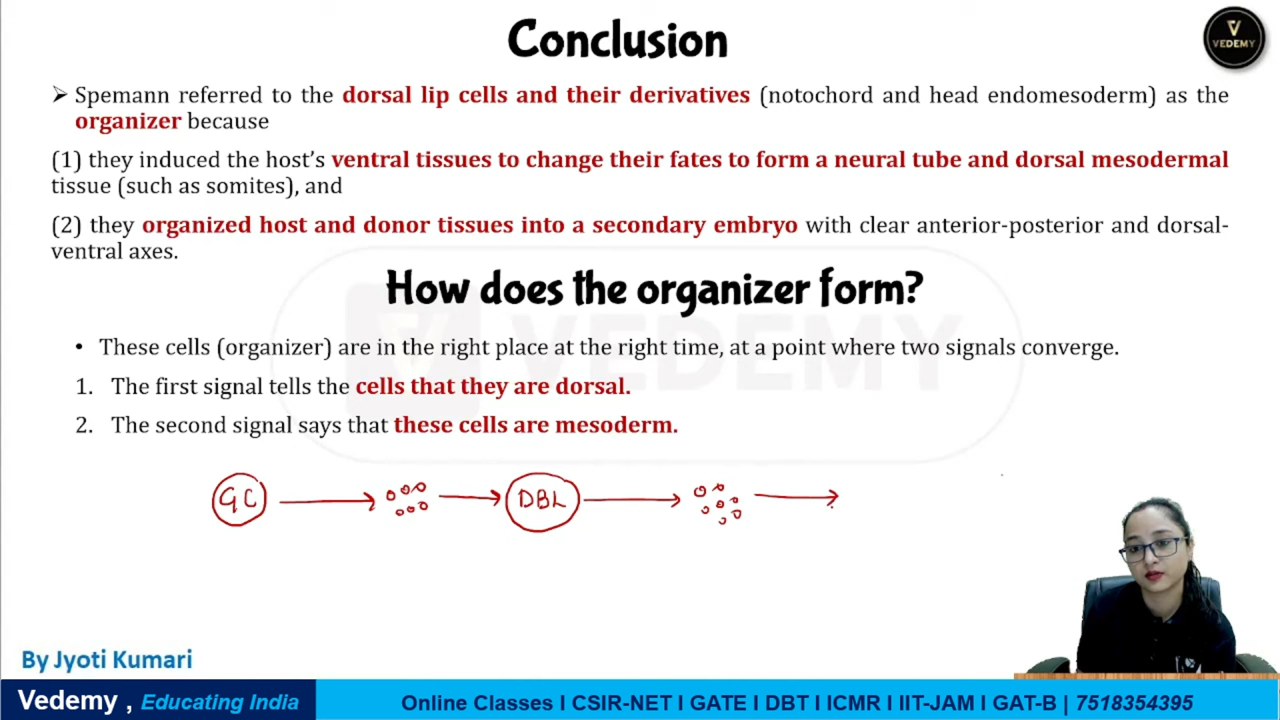 Conclusion
VEDEMY
➤ Spemann referred to the dorsal lip cells and their derivatives (notochord and head endomesoderm) as the
organizer because
(1) they induced the host’s ventral tissues to change their fates to form a neural tube and dorsal mesodermal
tissue (such as somites), and
(2) they organized host and donor tissues into a secondary embryo with clear anterior-posterior and dorsal-
ventral axes.
How does the organizer form?
VEDEMY
• These cells (organizer) are in the right place at the right time, at a point where two signals converge.
1. The first signal tells the cells that they are dorsal.
2. The second signal says that these cells are mesoderm.
GC DBL
By Jyoti Kumari
Vedemy , Educating India
Online Classes I CSIR-NET I GATE I DBT I ICMR I IIT-JAM I GAT-B | 7518354395